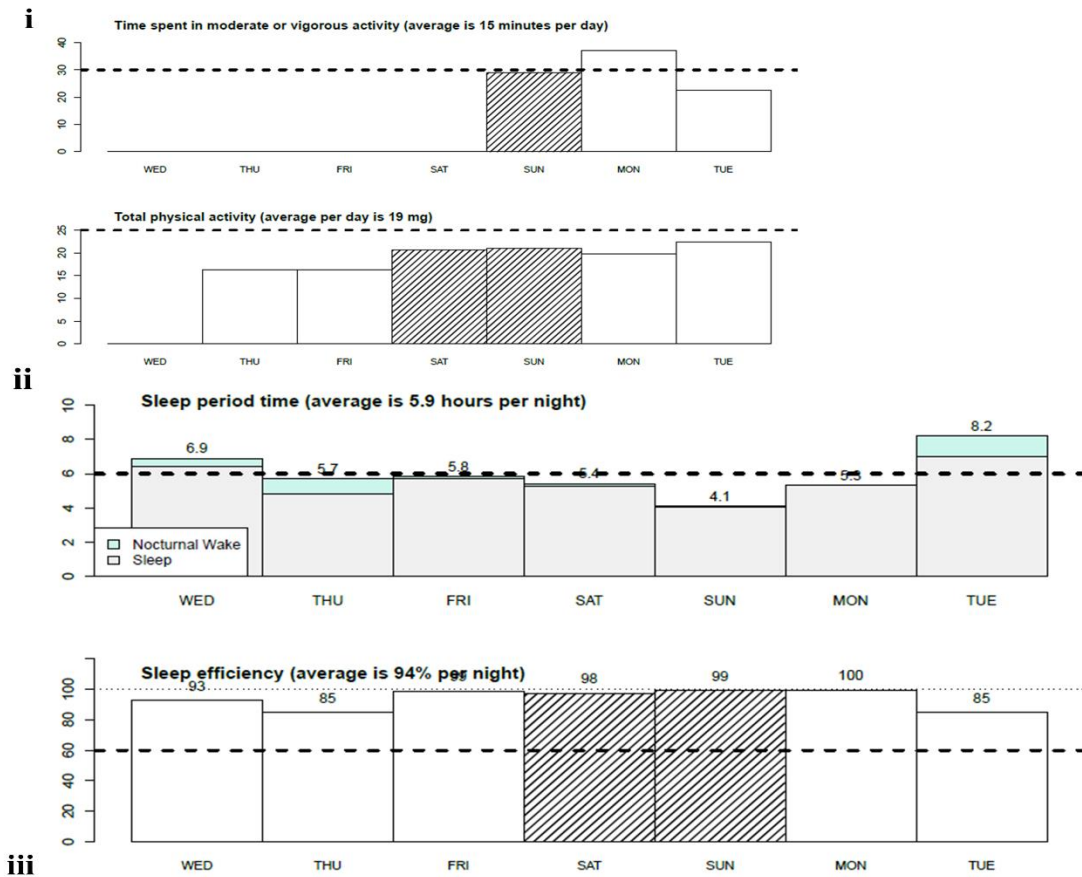 i
Time spent in moderate or vigorous activity (average is 15 minutes per day)
40
30
20
10
0
WED THU FRI SAT SUN MON TUE
Total physical activity (average per day is 19 mg)
25
20
15
10
5
0
WED THU FRI SAT SUN MON TUE
ii
Sleep period time (average is 5.9 hours per night)
10
8
6
4
2
0
6.9 5.7 5.8 5.4 4.1 5.3 8.2
Nocturnal Wake
Sleep
WED THU FRI SAT SUN MON TUE
Sleep efficiency (average is 94% per night)
100
80
60
40
20
0
93 85 98 99 100 85
WED THU FRI SAT SUN MON TUE
iii